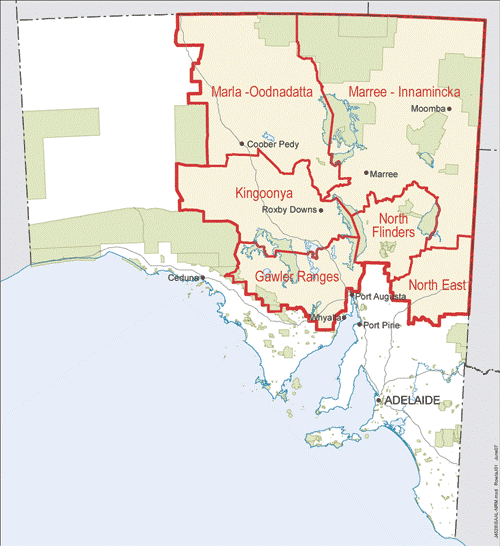 Marla -Oodnadatta
Marree - Innamincka
Moomba
Coober Pedy
Marree
Kingoonya
Roxby Downs
North
Flinders
Gawler Ranges
North East
Ceduna
Port Augusta
Whyalla
Port Pirie
ADELAIDE